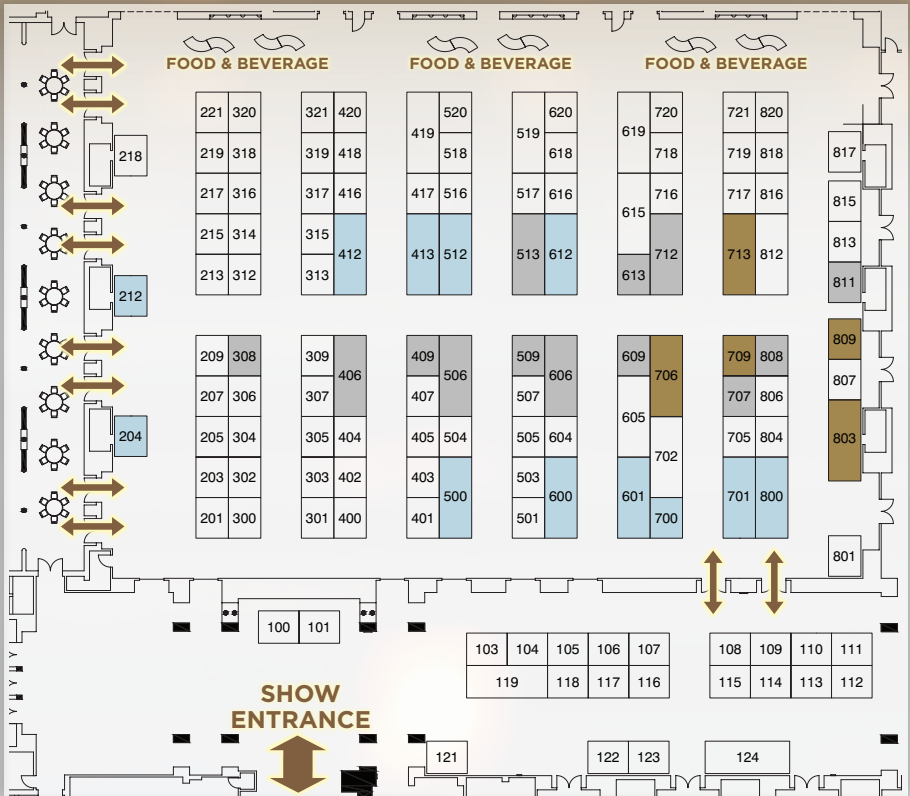 FOOD & BEVERAGE FOOD & BEVERAGE FOOD & BEVERAGE
221 320 321 420 419 520 519 620 619 720 721 820
219 318 319 418 518 618 718 719 818 817
218
217 316 317 416 417 516 517 616 615 716 717 816 815
215 314 315 412 413 512 513 612 712 713 812 813
213 312 313 613 811
212
809
209 308 309 406 409 506 509 606 609 706 709 808
207 306 307 407 507 605 707 806 807
204 205 304 305 404 405 504 505 604 702 705 804 803
203 302 303 402 403 500 503 600 601 701 800
201 300 301 400 401 501 700
801
100 101
103 104 105 106 107 108 109 110 111
119 118 117 116 115 114 113 112
SHOW
ENTRANCE
121 122 123 124